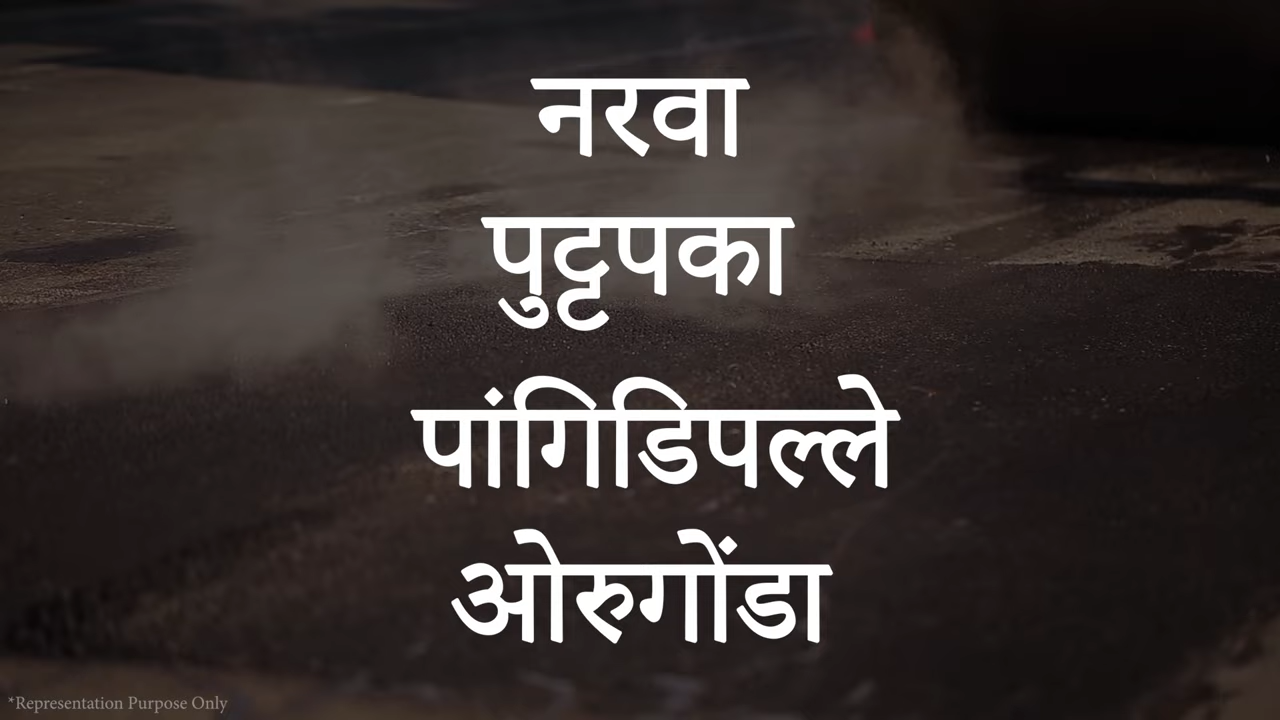 नरवा
पुट्टपका
पांगिडिपल्ले
ओरुगोंडा
*Representation Purpose Only